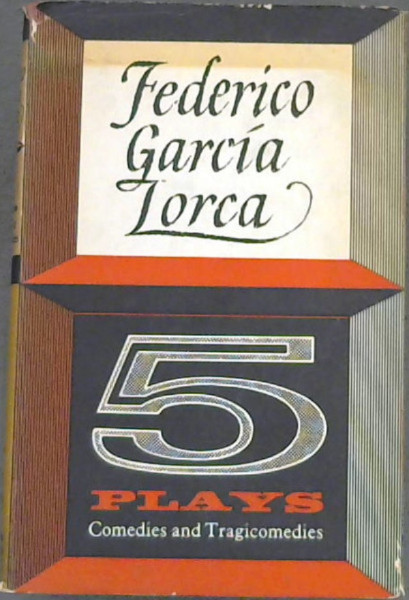 Federico
García
Lorca
5
PLAYS
Comedies and Tragicomedies